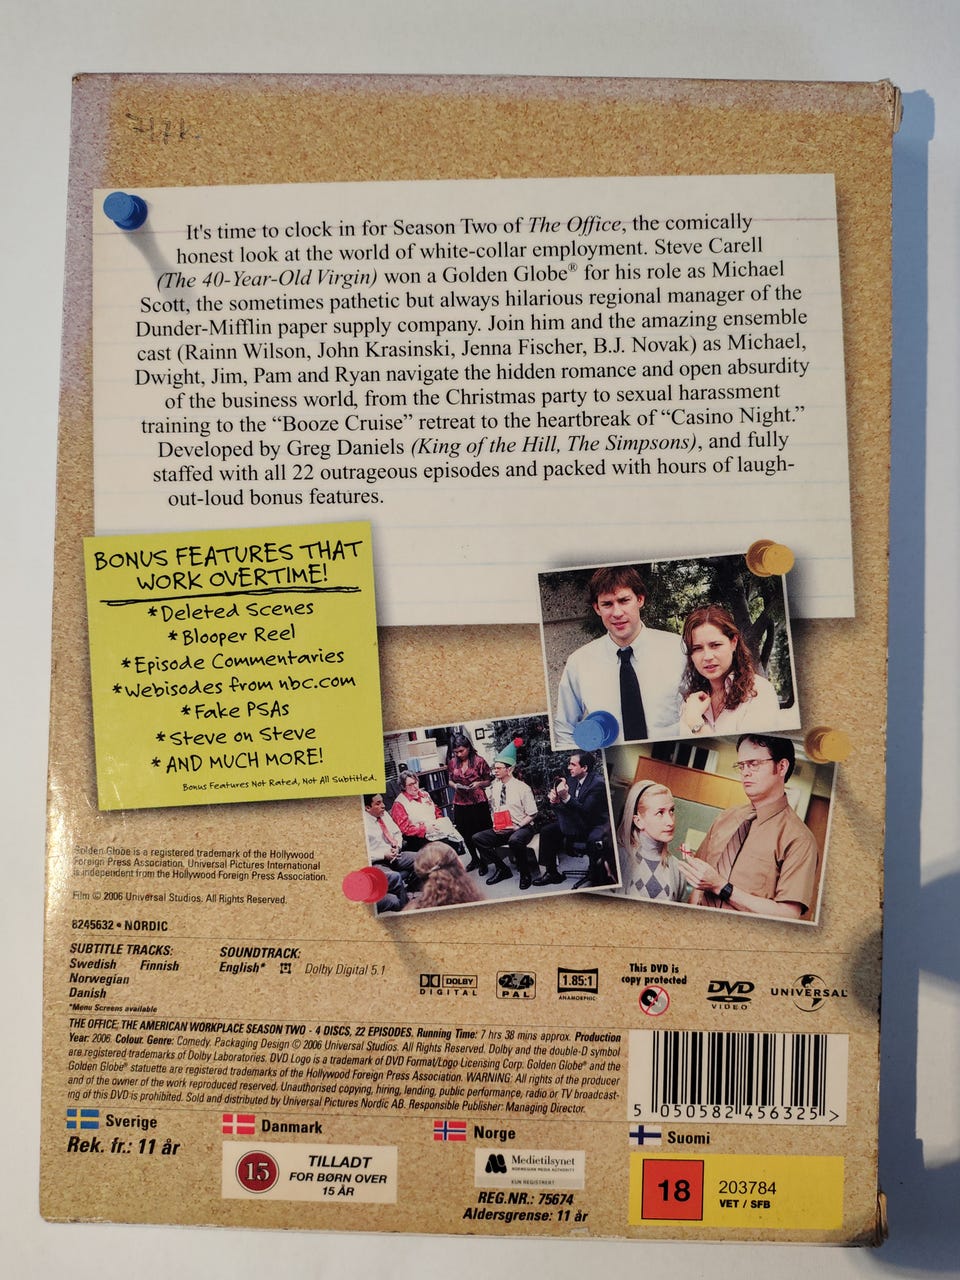 It's time to clock in for Season Two of The Office, the comically
honest look at the world of white-collar employment. Steve Carell
(The 40-Year-Old Virgin) won a Golden Globe® for his role as Michael
Scott, the sometimes pathetic but always hilarious regional manager of the
Dunder-Mifflin paper supply company. Join him and the amazing ensemble
cast (Rainn Wilson, John Krasinski, Jenna Fischer, B.J. Novak) as Michael,
Dwight, Jim, Pam and Ryan navigate the hidden romance and open absurdity
of the business world, from the Christmas party to sexual harassment
training to the “Booze Cruise” retreat to the heartbreak of “Casino Night.”
Developed by Greg Daniels (King of the Hill, The Simpsons), and fully
staffed with all 22 outrageous episodes and packed with hours of laugh-
out-loud bonus features.
BONUS FEATURES THAT
WORK OVERTIME!
*Deleted Scenes
*Blooper Reel
*Episode Commentaries
*Webisodes from nbc.com
*Fake PSAs
*Steve on Steve
*AND MUCH MORE!
Bonus Features Not Rated, Not All Subtitled.
Golden Globe is a registered trademark of the Hollywood
Foreign Press Association. Universal Pictures International
is independent from the Hollywood Foreign Press Association.
Film © 2006 Universal Studios. All Rights Reserved.
8245632 • NORDIC
SUBTITLE TRACKS:
Swedish Finnish
Norwegian
Danish
*Menu Screens available
SOUNDTRACK:
English* Dolby Digital 5.1
DOLBY
DIGITAL
2 4
PAL
1.85:1
ANAMORPHIC
This DVD is
copy protected
DVD
VIDEO
UNIVERSAL
THE OFFICE: THE AMERICAN WORKPLACE SEASON TWO - 4 DISCS, 22 EPISODES. Running Time: 7 hrs 38 mins approx. Production
Year: 2006. Colour. Genre: Comedy. Packaging Design © 2006 Universal Studios. All Rights Reserved. Dolby and the double-D symbol
are registered trademarks of Dolby Laboratories. DVD Logo is a trademark of DVD Format/Logo Licensing Corp. Golden Globe® and the
Golden Globe® statuette are registered trademarks of the Hollywood Foreign Press Association. WARNING: All rights of the producer
and of the owner of the work reproduced reserved. Unauthorised copying, hiring, lending, public performance, radio or TV broadcast-
ing of this DVD is prohibited. Sold and distributed by Universal Pictures Nordic AB. Responsible Publisher: Managing Director.
5 050582 456325 >
Sverige
Rek. fr.: 11 år
Danmark
15
TILLADT
FOR BØRN OVER
15 ÅR
Norge
Medietilsynet
NORWEGIAN MEDIA AUTHORITY
KUN REGISTRERT
REG.NR.: 75674
Aldersgrense: 11 år
Suomi
18
203784
VET / SFB